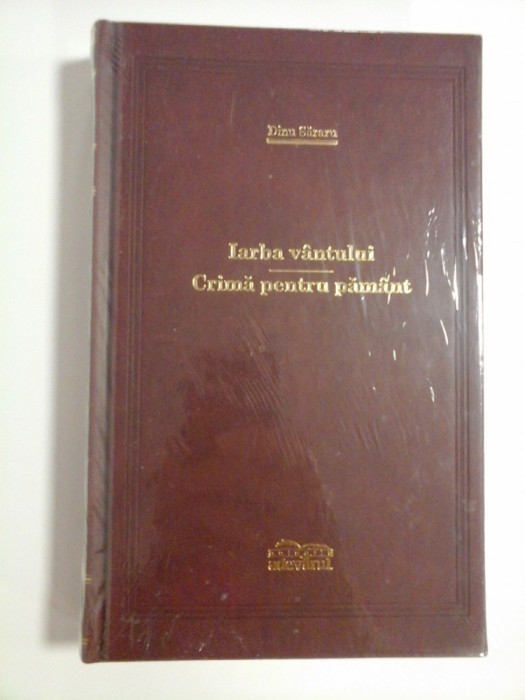 Dinu Săraru
Iarba vântului
Crimă pentru pământ
adevărul